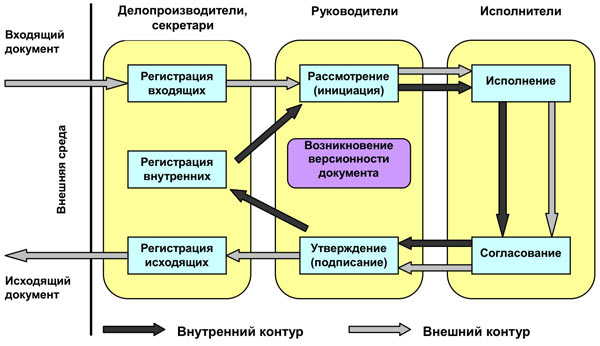 Делопроизводители,
секретари
Руководители
Исполнители
Входящий
документ
Регистрация
входящих
Рассмотрение
(инициация)
Исполнение
Внешняя среда
Регистрация
внутренних
Возникновение
версионности
документа
Регистрация
исходящих
Утверждение
(подписание)
Согласование
Исходящий
документ
Внутренний контур
Внешний контур